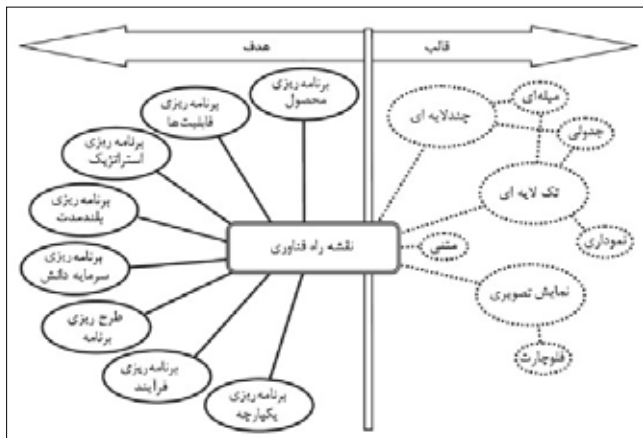 قالب
هدف
برنامه ریزی
محصول
برنامه ریزی
قابلیت‌ها
برنامه ریزی
استراتژیک
برنامه ریزی
بلندمدت
برنامه ریزی
سرمایه دانش
طرح ریزی
برنامه
برنامه ریزی
فرآیند
برنامه ریزی
یکپارچه
نقشه راه فناوری
چندلایه ای
میله‌ای
جدولی
تک لایه ای
نموداری
متنی
نمایش تصویری
فلوچارت